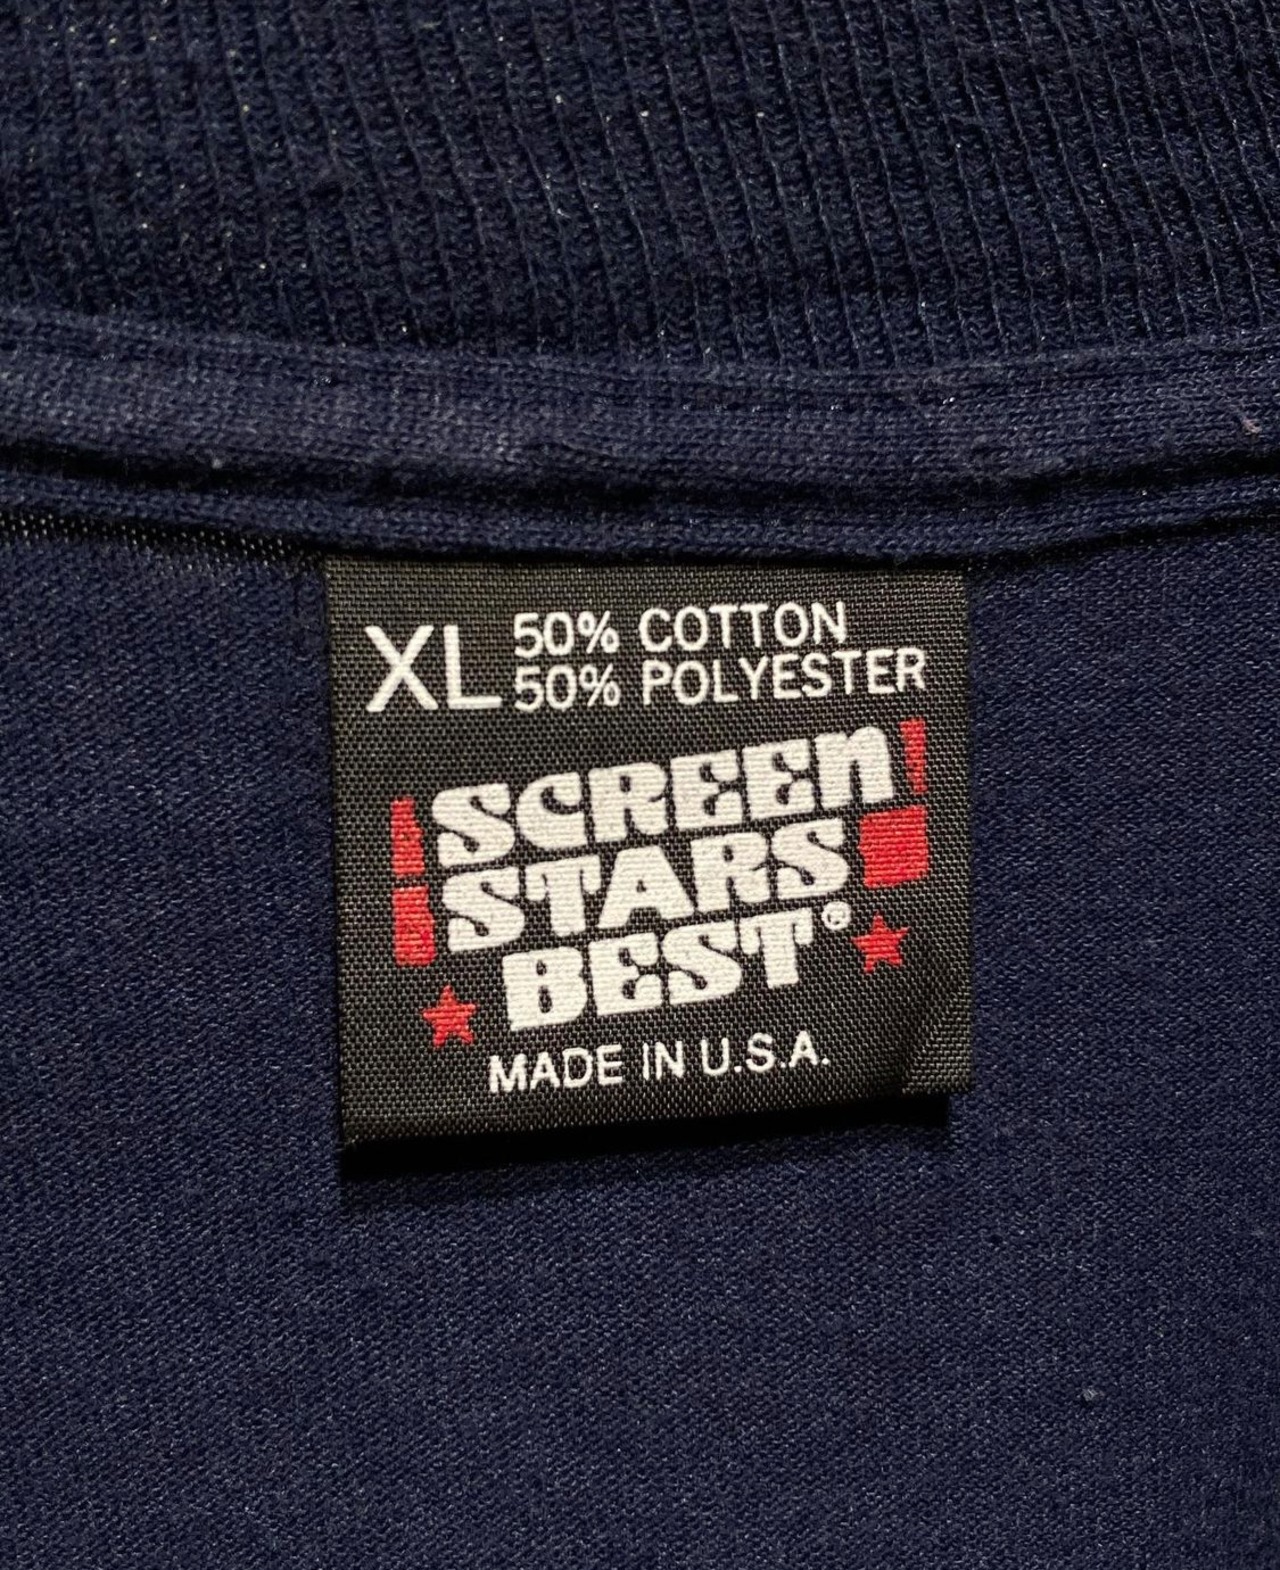 XL 50% COTTON
50% POLYESTER
SCREEN
STARS
BEST®
MADE IN U.S.A.